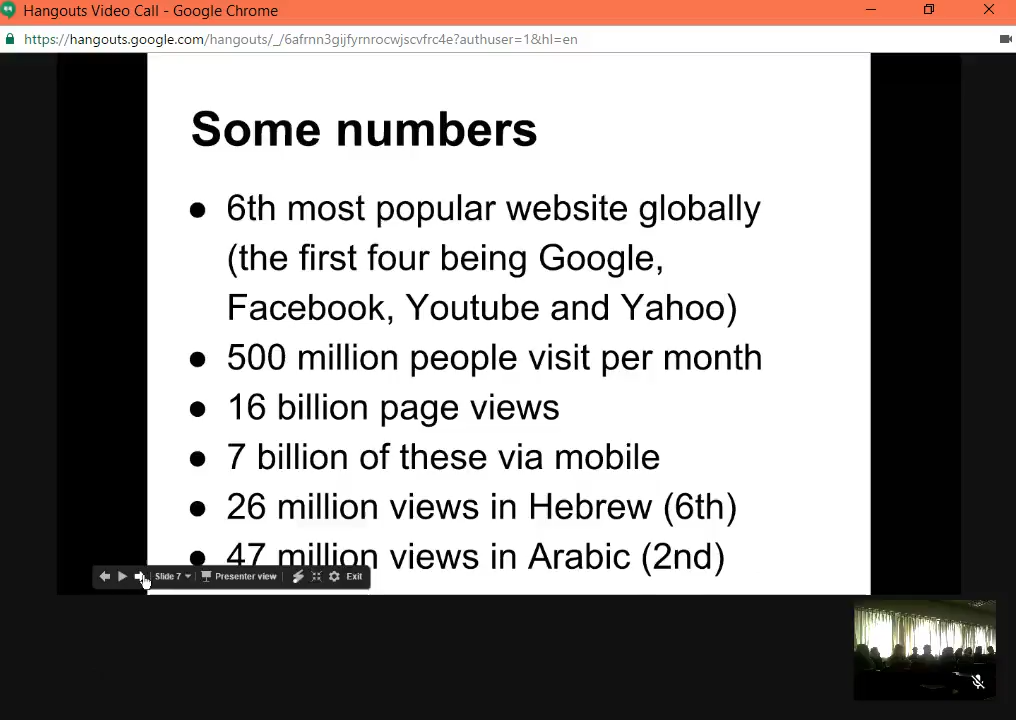 Hangouts Video Call - Google Chrome
https://hangouts.google.com/hangouts/_/6afrnn3gijfyrnrocwjscvfrc4e?authuser=1&hl=en
Some numbers
● 6th most popular website globally
(the first four being Google,
Facebook, Youtube and Yahoo)
● 500 million people visit per month
● 16 billion page views
● 7 billion of these via mobile
● 26 million views in Hebrew (6th)
● 47 million views in Arabic (2nd)
Slide 7 Presenter view Exit